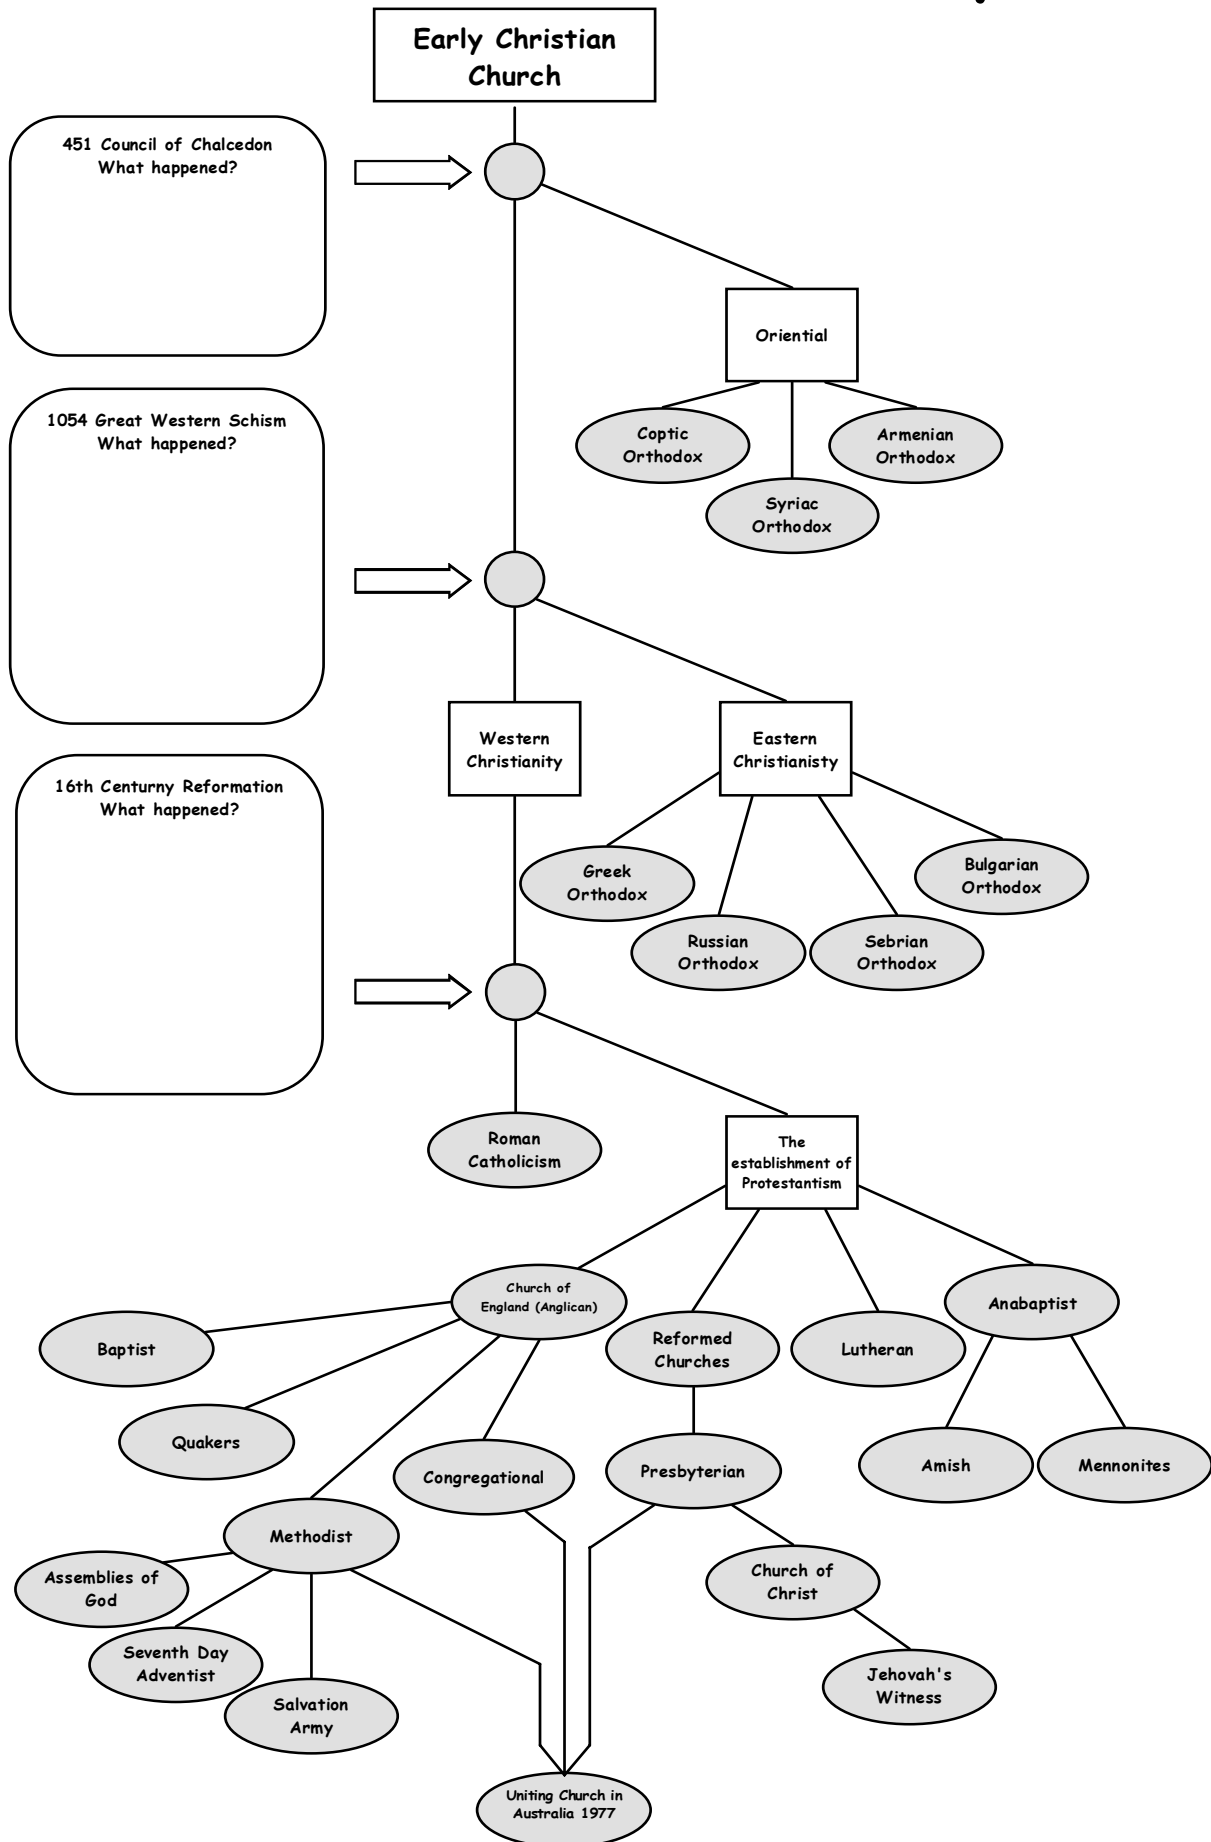 Early Christian
Church
451 Council of Chalcedon
What happened?
Oriential
1054 Great Western Schism
What happened?
Coptic
Orthodox
Armenian
Orthodox
Syriac
Orthodox
Western
Christianity
Eastern
Christianisty
16th Centurny Reformation
What happened?
Greek
Orthodox
Bulgarian
Orthodox
Russian
Orthodox
Sebrian
Orthodox
Roman
Catholicism
The
establishment of
Protestantism
Church of
England (Anglican)
Anabaptist
Baptist
Reformed
Churches
Lutheran
Quakers
Congregational
Presbyterian
Amish
Mennonites
Methodist
Assemblies of
God
Church of
Christ
Seventh Day
Adventist
Jehovah's
Witness
Salvation
Army
Uniting Church in
Australia 1977